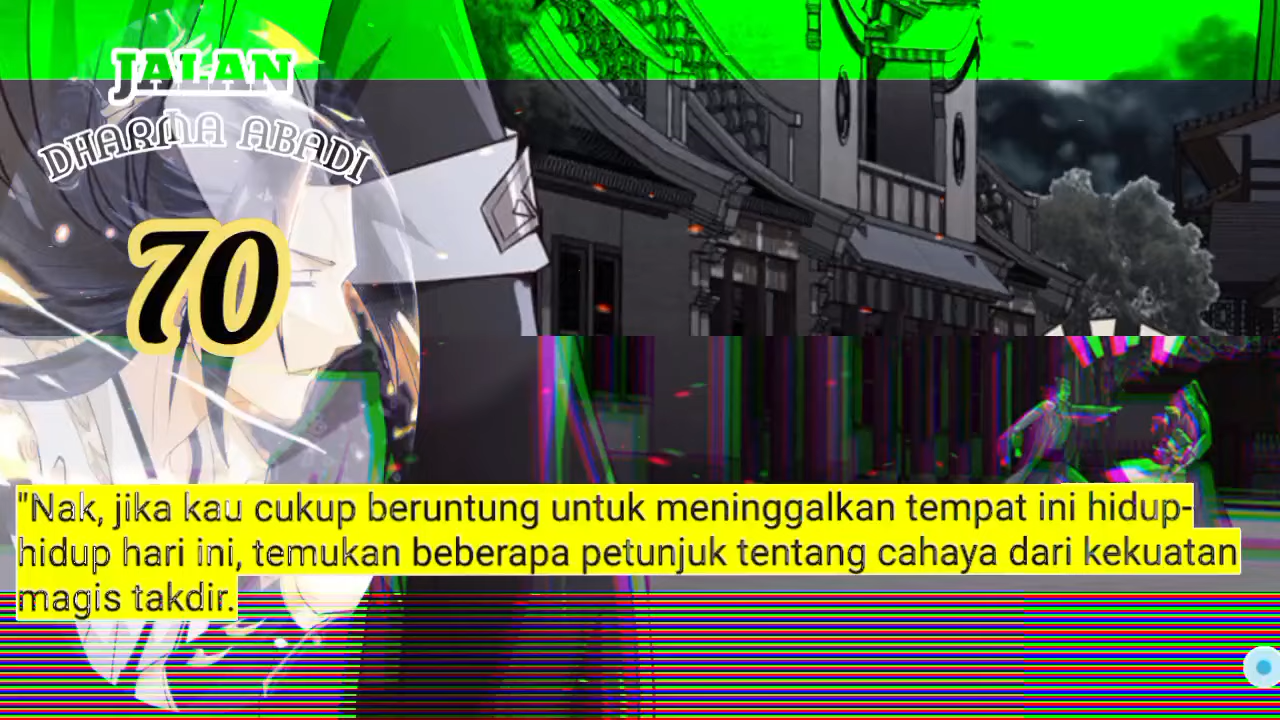 JALAN
DHARMA ABADI
70
"Nak, jika kau cukup beruntung untuk meninggalkan tempat ini hidup-
hidup hari ini, temukan beberapa petunjuk tentang cahaya dari kekuatan
magis takdir.